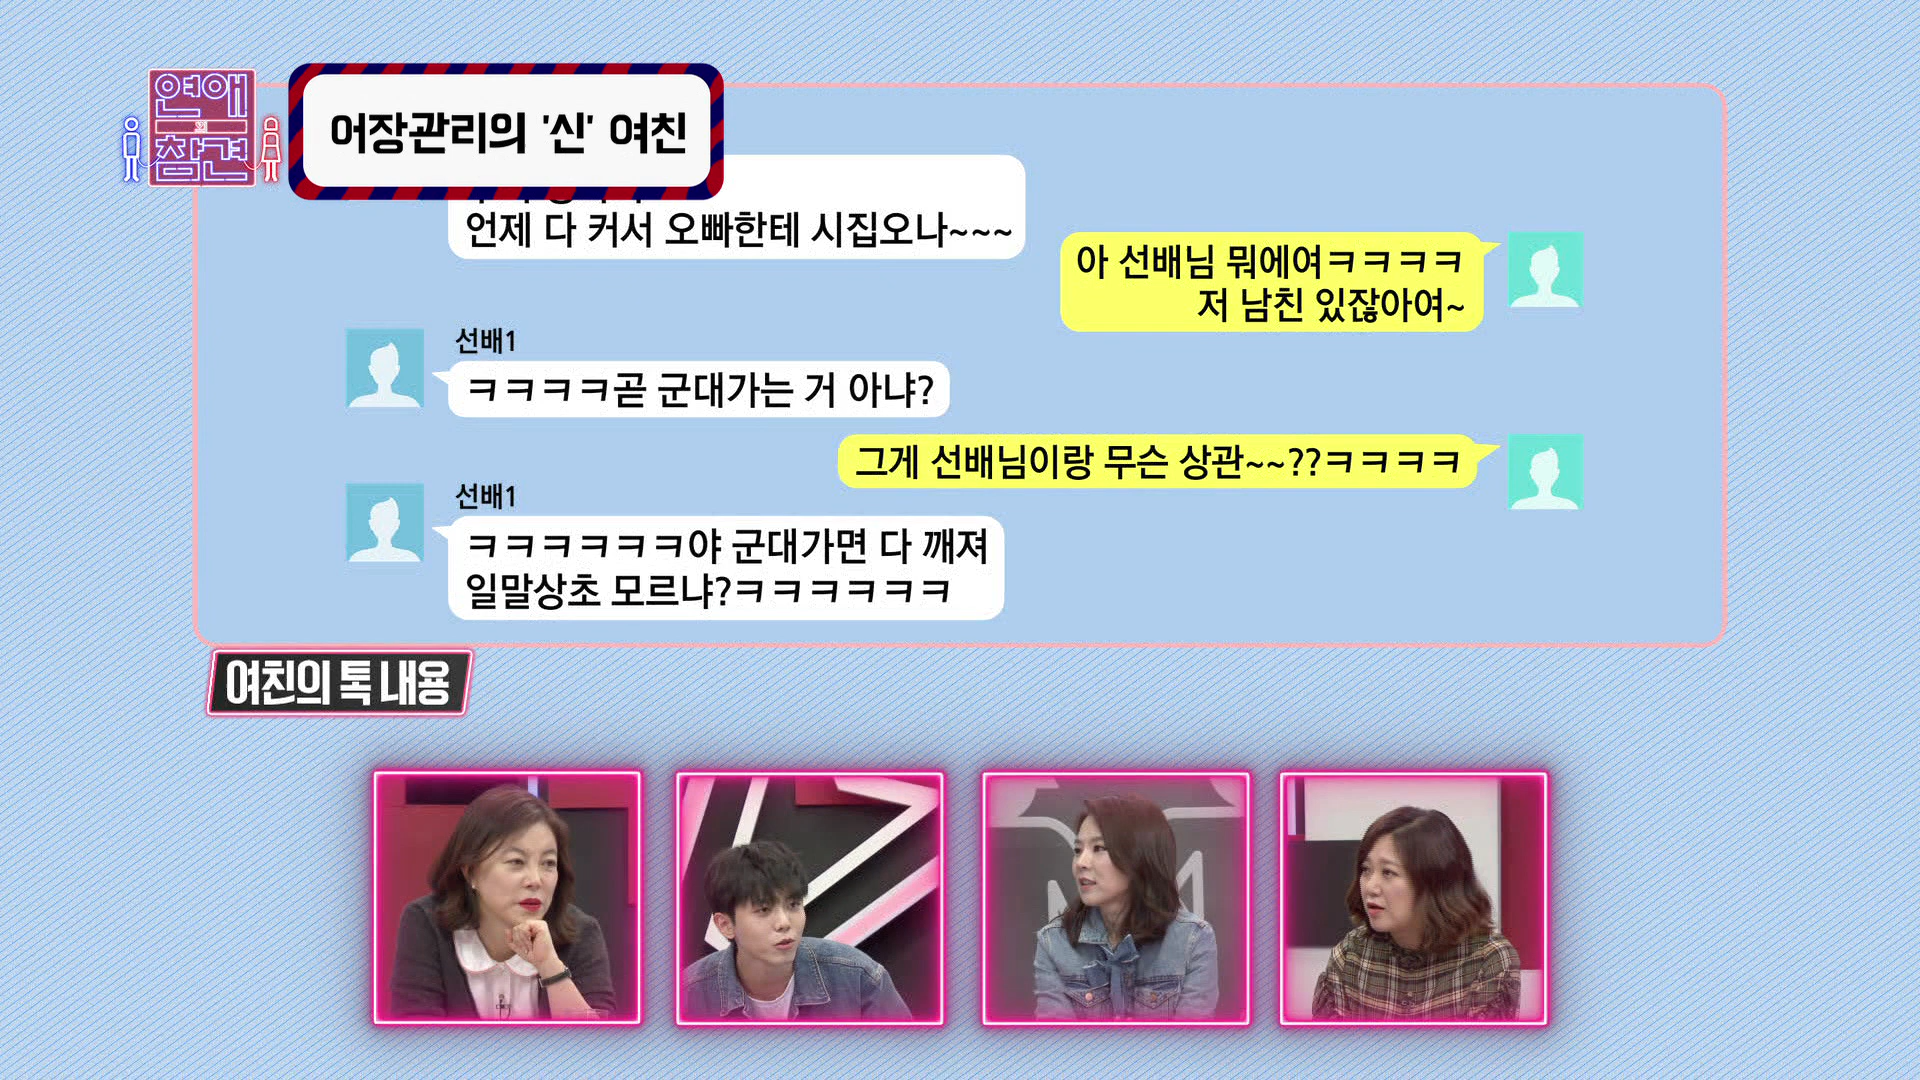 연애의
참견
어장관리의 '신' 여친
언제 다 커서 오빠한테 시집오나~~~
아 선배님 뭐에여ㅋㅋㅋㅋ
저 남친 있잖아여~
선배1
ㅋㅋㅋㅋ곧 군대가는 거 아냐?
그게 선배님이랑 무슨 상관~~??ㅋㅋㅋㅋ
선배1
ㅋㅋㅋㅋㅋㅋ야 군대가면 다 깨져
일말상초 모르냐?ㅋㅋㅋㅋㅋㅋ
여친의 톡 내용